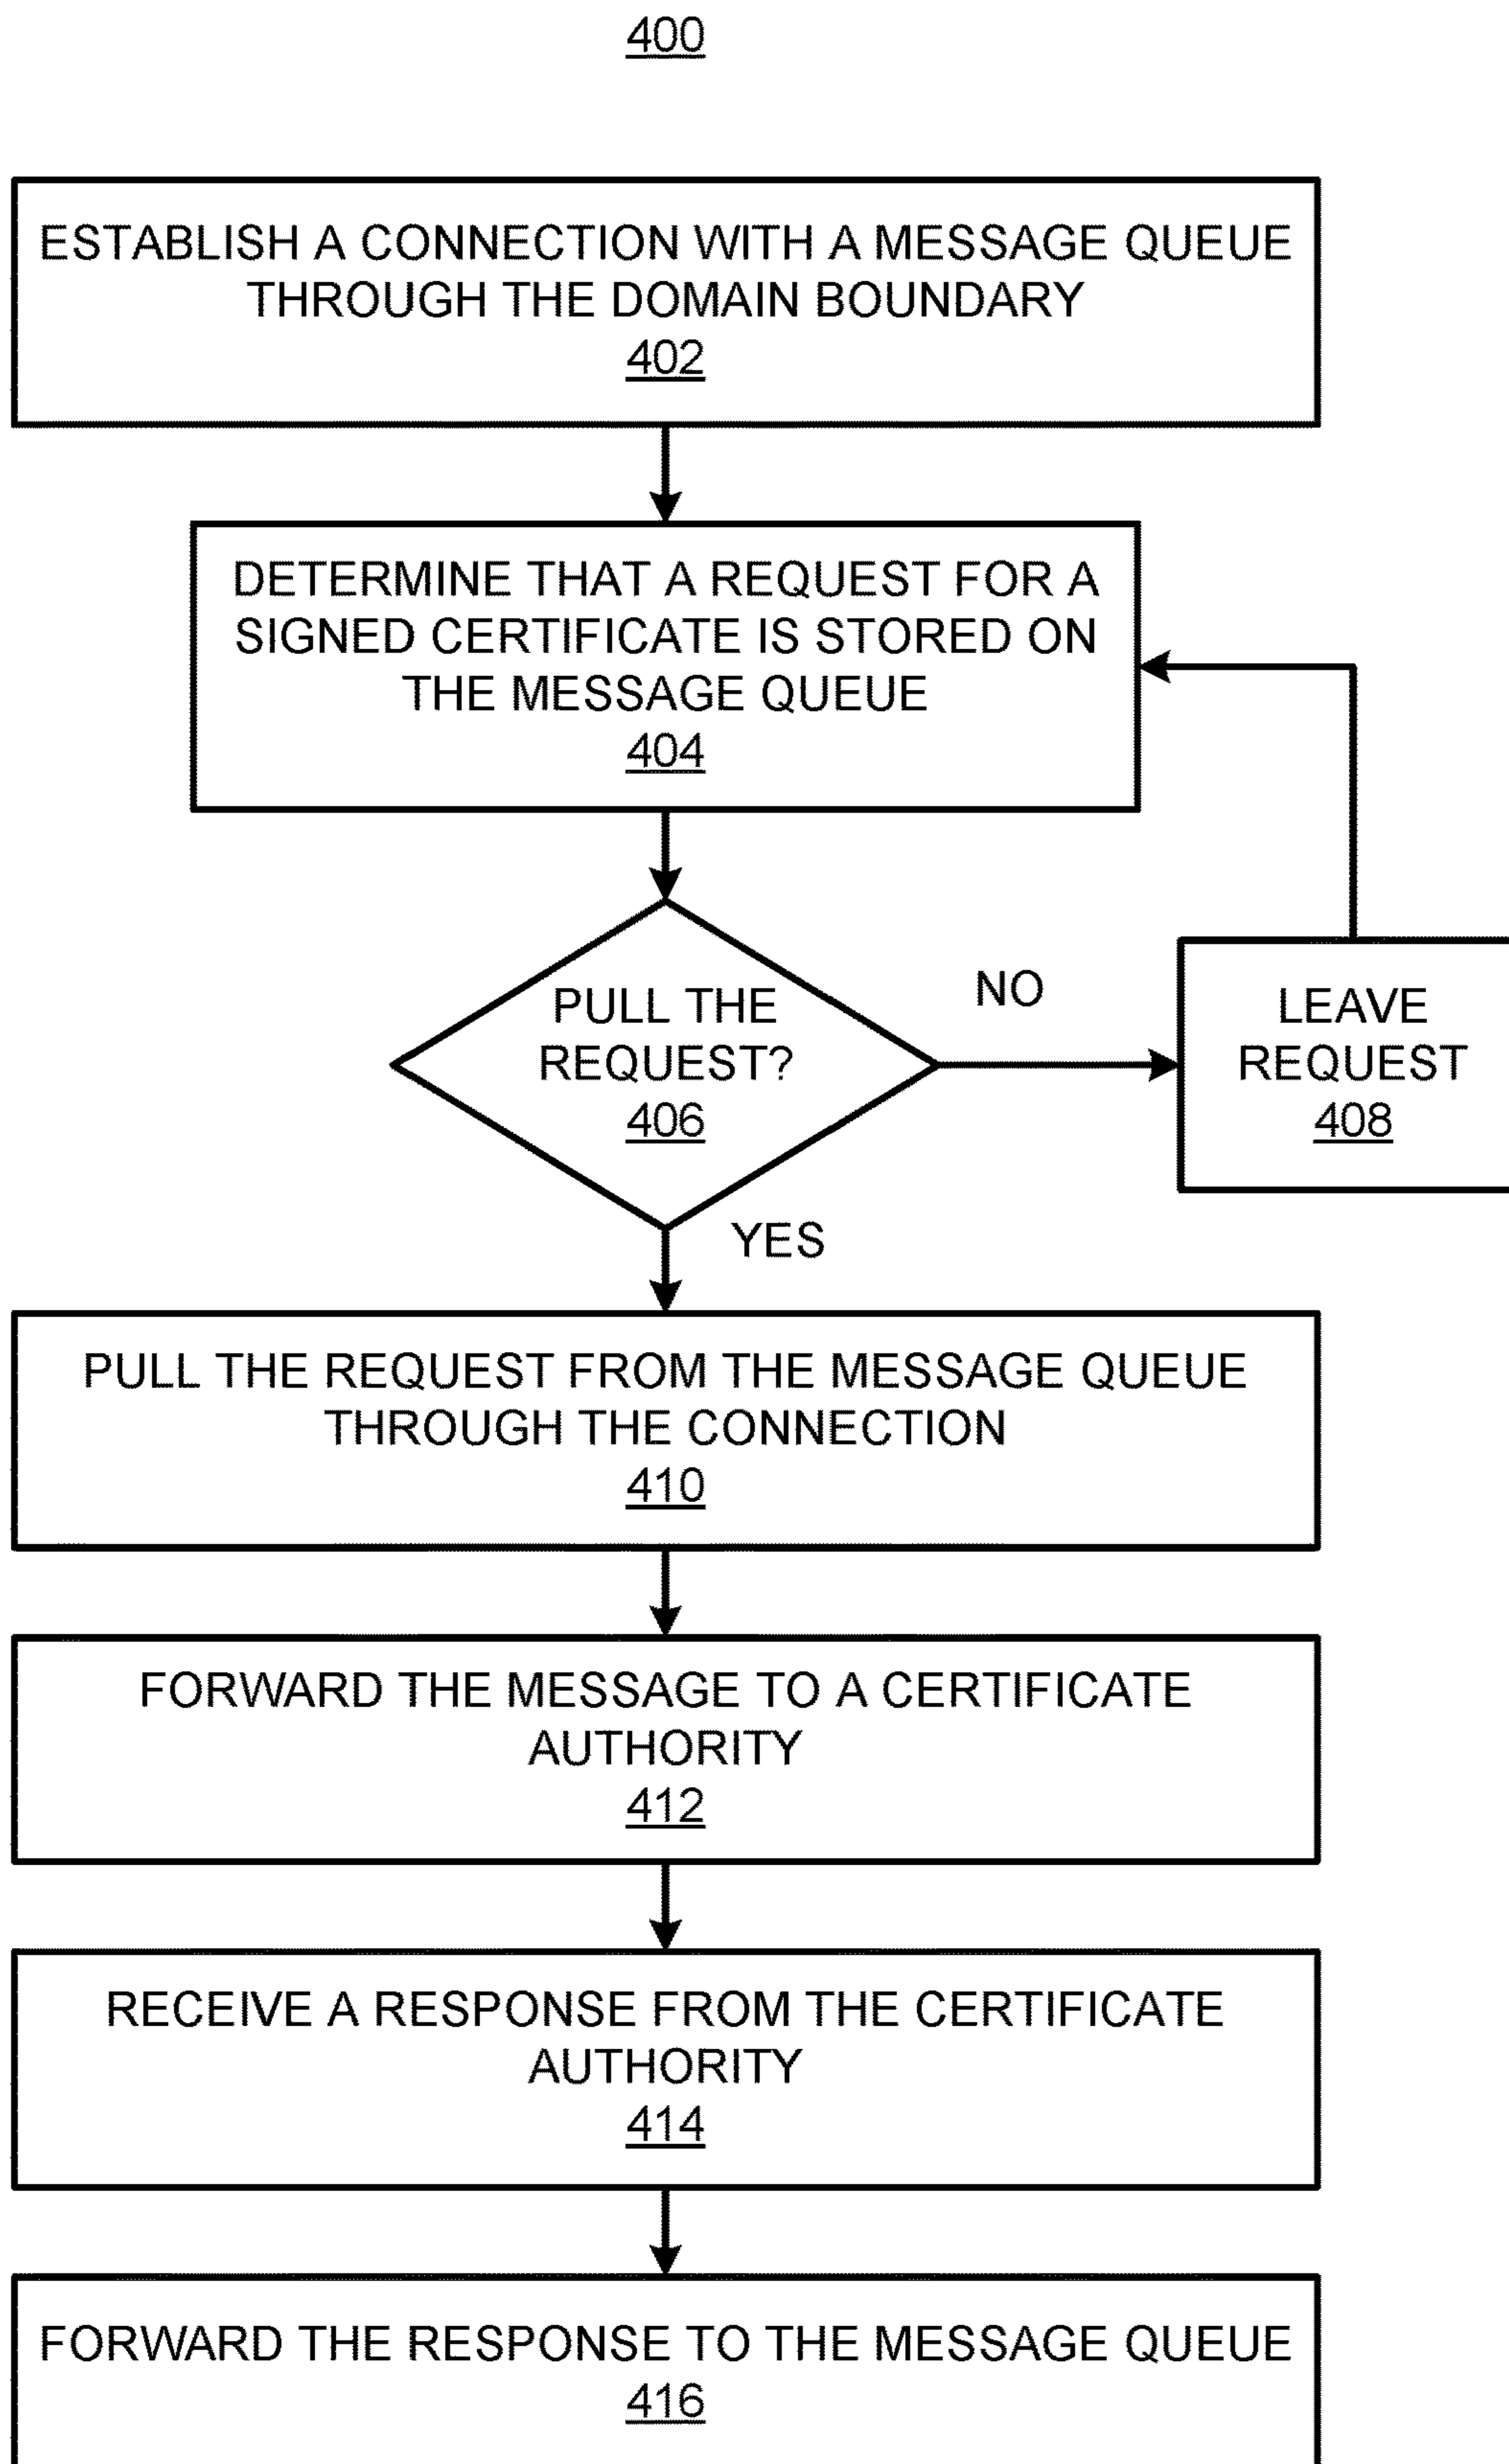 400
ESTABLISH A CONNECTION WITH A MESSAGE QUEUE
THROUGH THE DOMAIN BOUNDARY
402
DETERMINE THAT A REQUEST FOR A
SIGNED CERTIFICATE IS STORED ON
THE MESSAGE QUEUE
404
PULL THE
REQUEST?
406
NO
LEAVE
REQUEST
408
YES
PULL THE REQUEST FROM THE MESSAGE QUEUE
THROUGH THE CONNECTION
410
FORWARD THE MESSAGE TO A CERTIFICATE
AUTHORITY
412
RECEIVE A RESPONSE FROM THE CERTIFICATE
AUTHORITY
414
FORWARD THE RESPONSE TO THE MESSAGE QUEUE
416